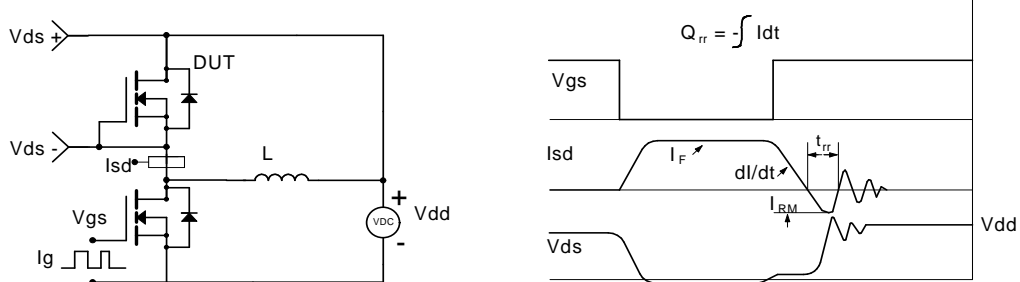 Vds +
DUT
Vds -
Isd
L
Vgs
Ig
+
VDC
-
Vdd
Q rr = -∫ Idt
Vgs
Isd
I F
dI/dt
t rr
I RM
Vds
Vdd